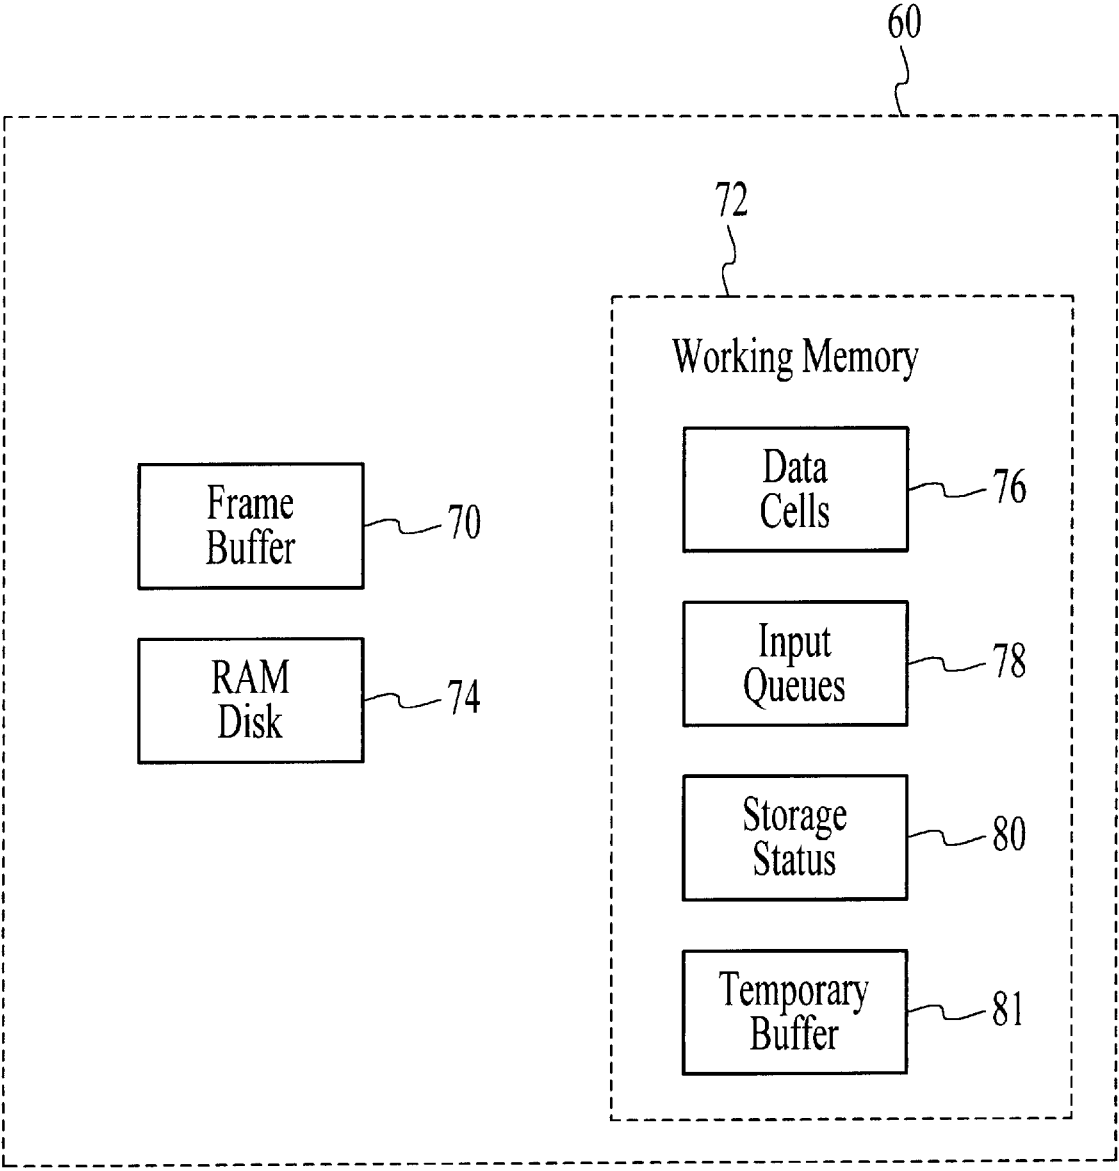 60
72
Working Memory
Data
Cells
76
Frame
Buffer
70
Input
Queues
78
RAM
Disk
74
Storage
Status
80
Temporary
Buffer
81